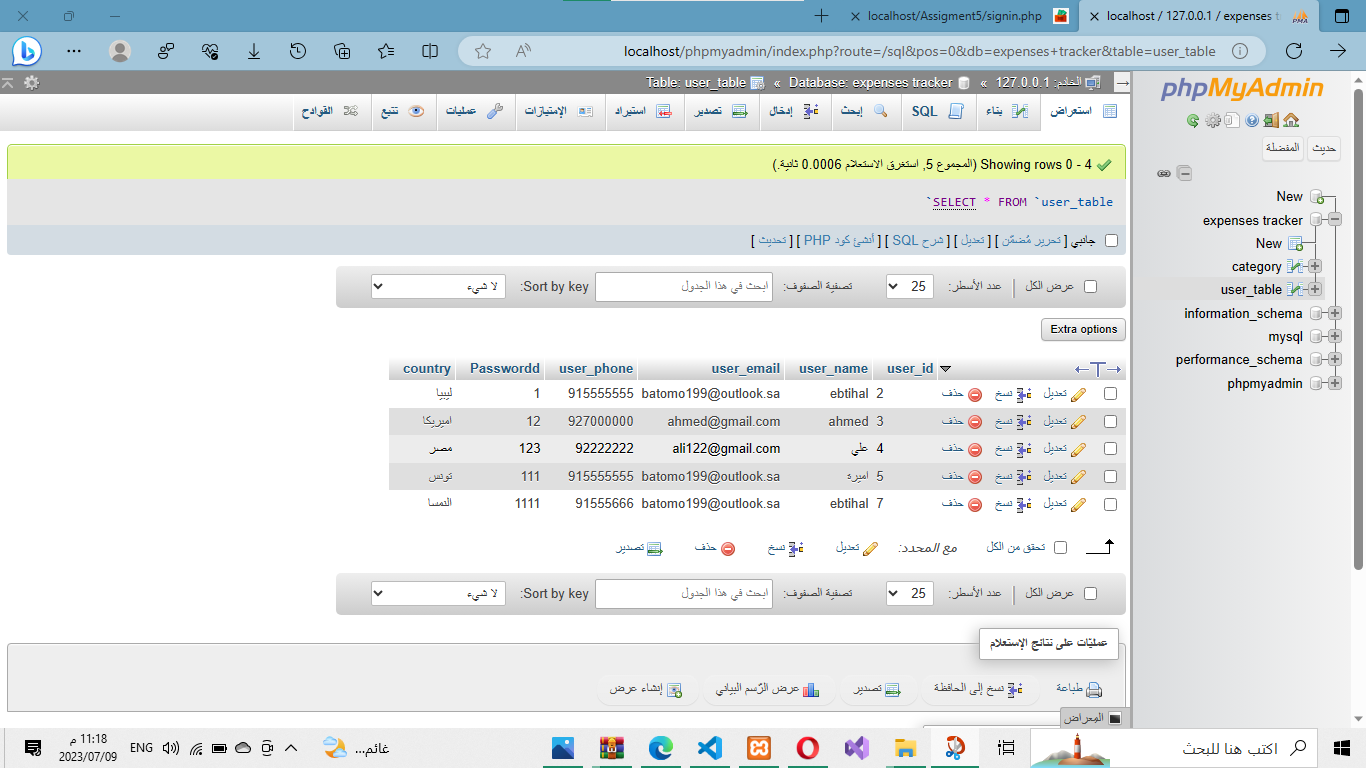 localhost/Assigment5/signin.php
localhost / 127.0.0.1 / expenses t
localhost/phpmyadmin/index.php?route=/sql&pos=0&db=expenses+tracker&table=user_table
phpMyAdmin
حديث المفضلة
New
expenses tracker
New
category
user_table
information_schema
mysql
performance_schema
phpmyadmin
الخادم: 127.0.0.1 » Database: expenses tracker » Table: user_table
استعراض بناء SQL إبحث إدخال تصدير استيراد الإمتيازات عمليات تتبع القوادح
Showing rows 0 - 4 (المجموع 5, استغرق الاستعلام 0.0006 ثانية.)
SELECT * FROM `user_table`
جانبي [ تحرير مُضمّن ] [ تعديل ] [ شرح SQL ] [ أنشئ كود PHP ] [ تحديث ]
عرض الكل عدد الأسطر: 25 تصفية الصفوف: ابحث في هذا الجدول Sort by key: لا شيء
Extra options
user_id user_name user_email user_phone Passwordd country
تعديل نسخ حذف 2 ebtihal batomo199@outlook.sa 915555555 1 ليبيا
تعديل نسخ حذف 3 ahmed ahmed@gmail.com 927000000 12 اميريكا
تعديل نسخ حذف 4 علي ali122@gmail.com 92222222 123 مصر
تعديل نسخ حذف 5 اميرة batomo199@outlook.sa 915555555 111 تونس
تعديل نسخ حذف 7 ebtihal batomo199@outlook.sa 91555666 1111 النمسا
تحقق من الكل مع المحدد: تعديل نسخ حذف تصدير
عرض الكل عدد الأسطر: 25 تصفية الصفوف: ابحث في هذا الجدول Sort by key: لا شيء
عمليّات على نتائج الإستعلام
طباعة نسخ إلى الحافظة تصدير عرض الرّسم البياني إنشاء عرض
المِعراض
اكتب هنا للبحث
غائم...
ENG
11:18 م
2023/07/09